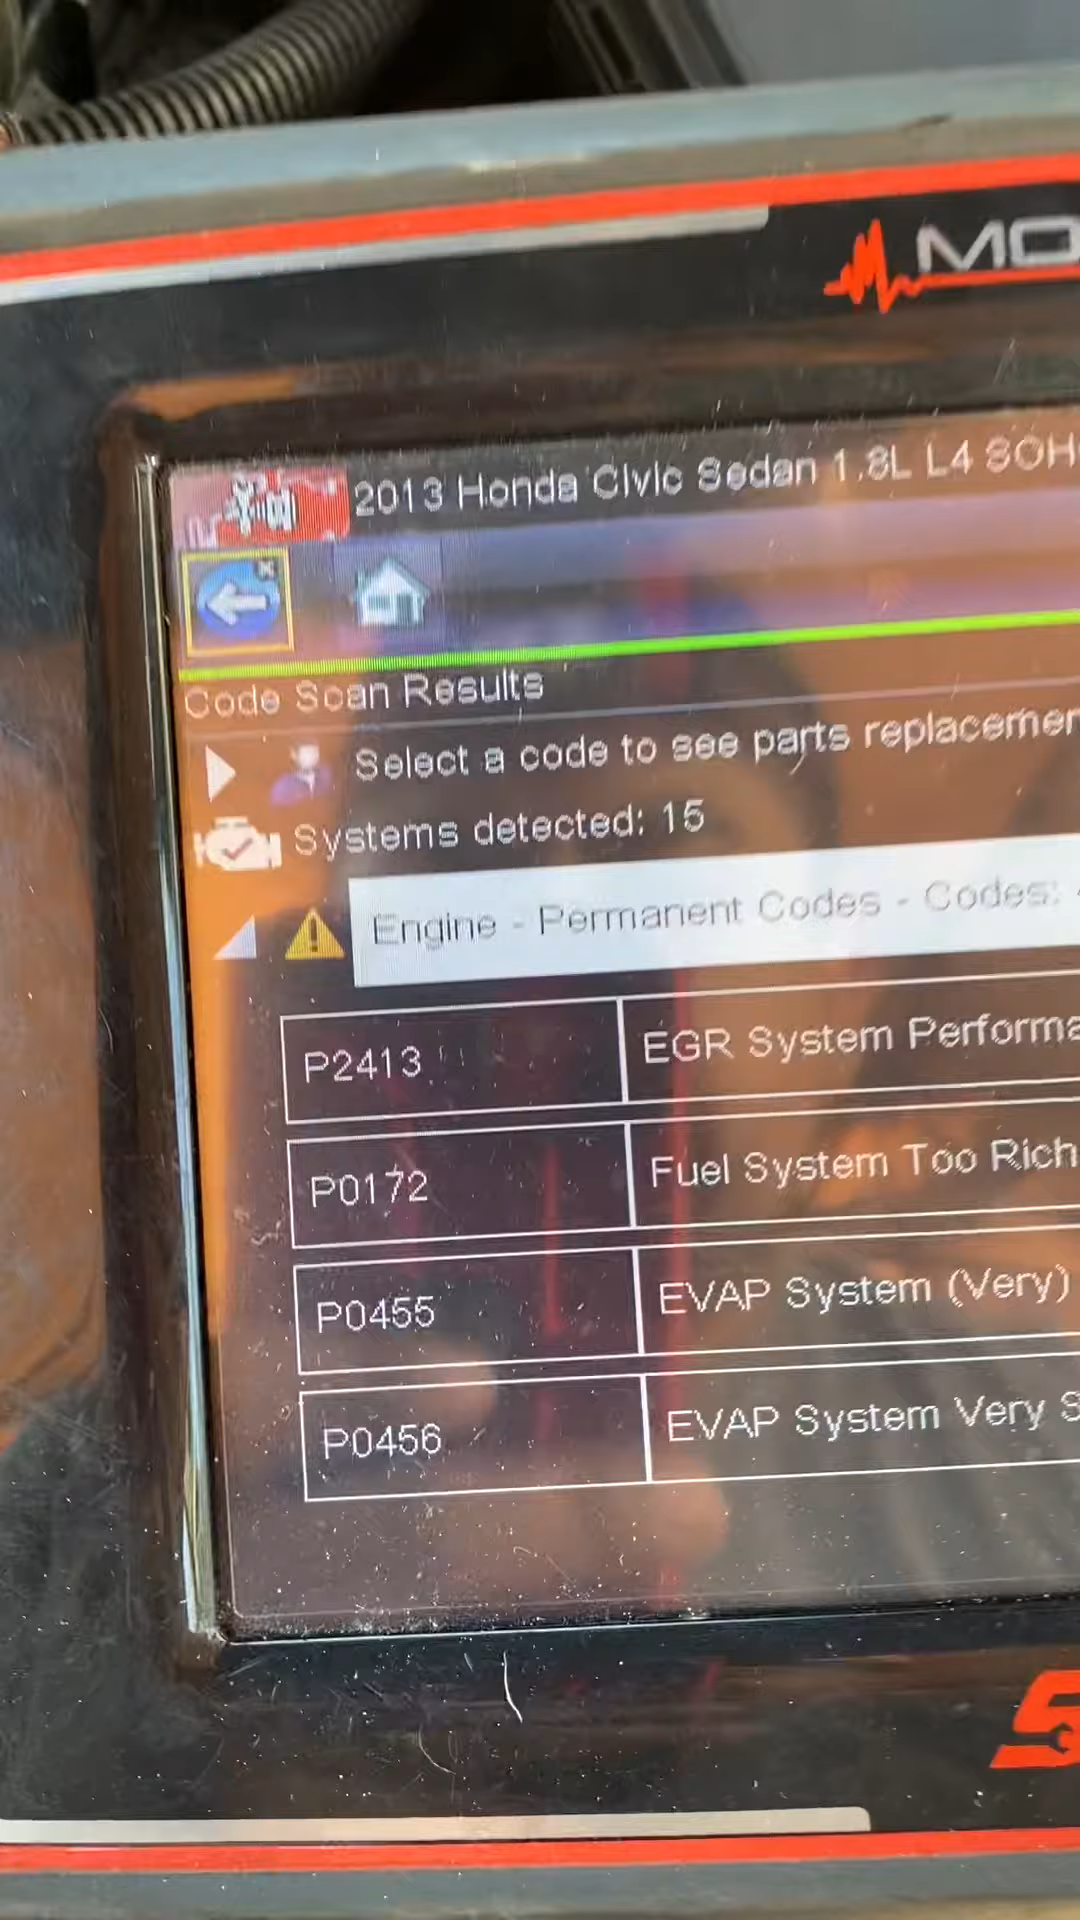 MO
2013 Honda Civic Sedan 1.8L L4 SOH
Code Scan Results
Select a code to see parts replacemen
Systems detected: 15
Engine - Permanent Codes - Codes:
P2413 EGR System Performa
P0172 Fuel System Too Rich
P0455 EVAP System (Very)
P0456 EVAP System Very S
S